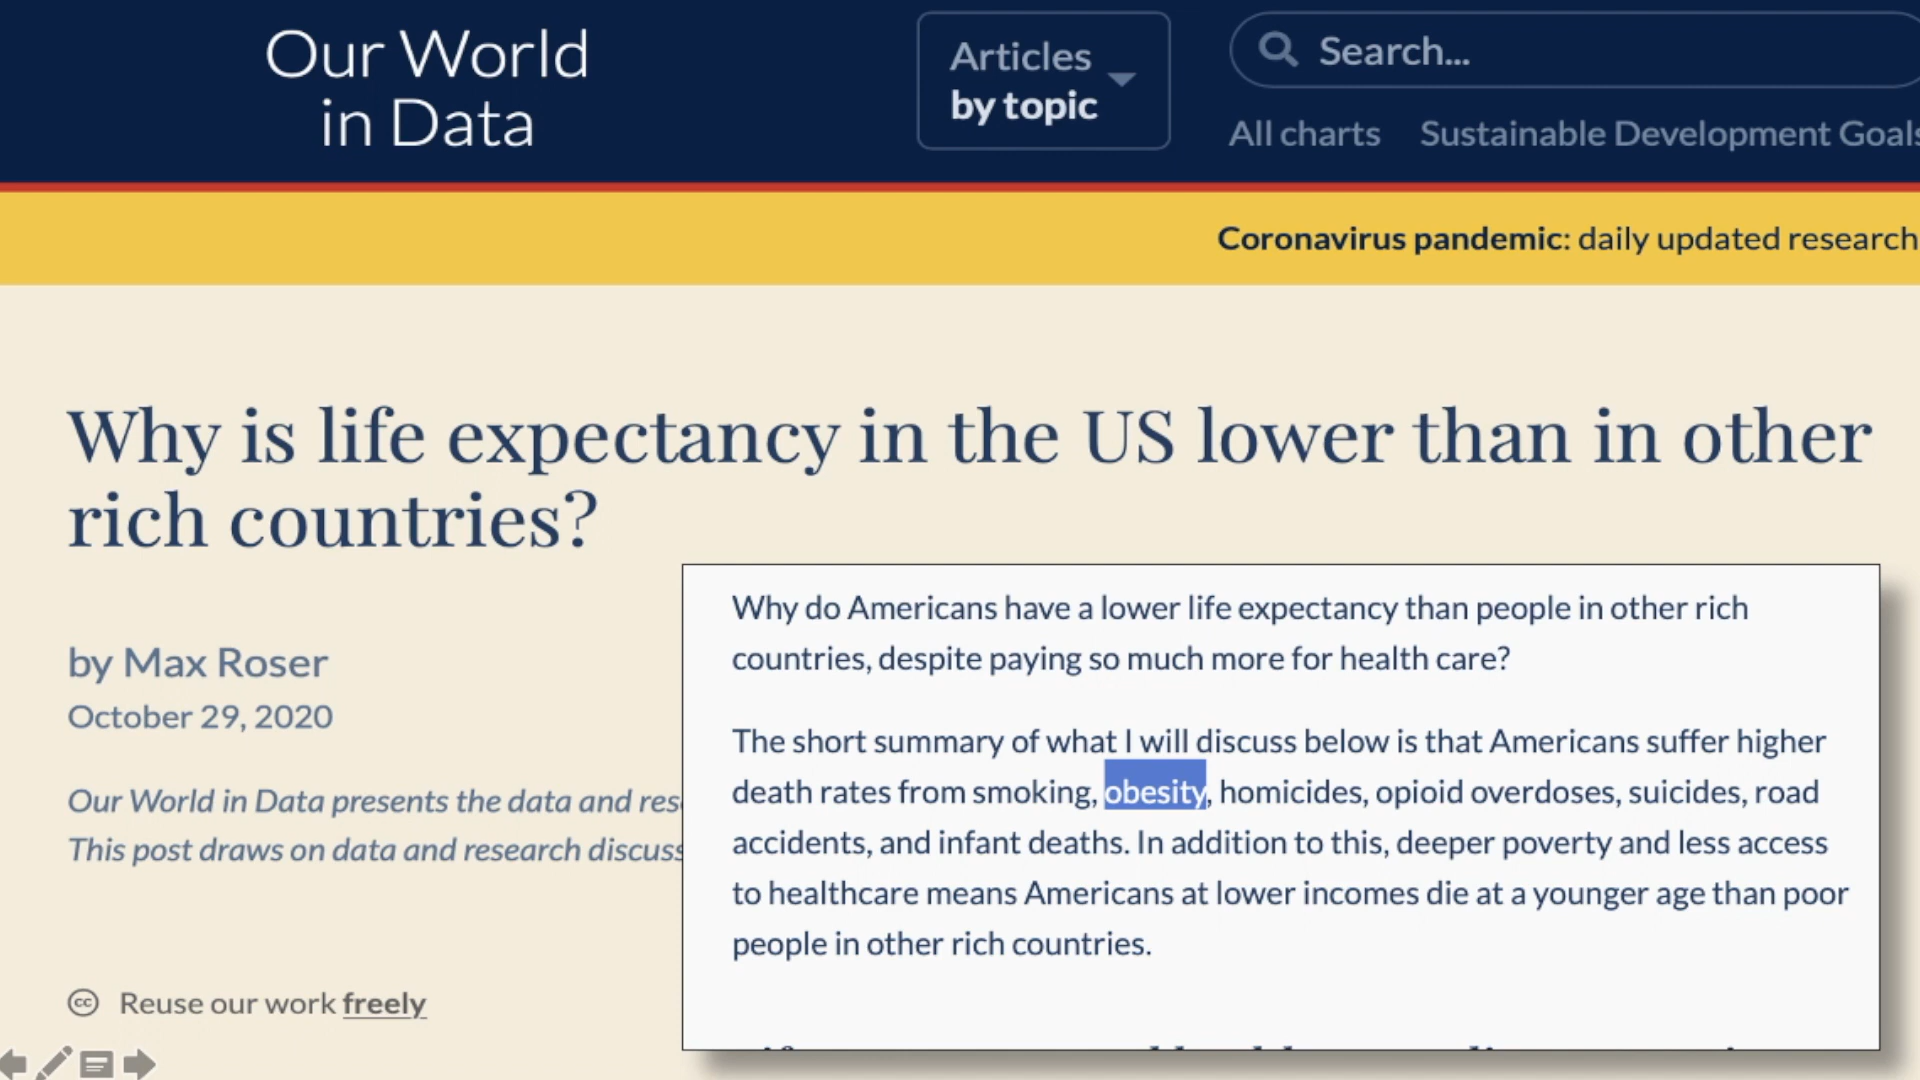 Our World
in Data
Articles
by topic
Search...
All charts Sustainable Development Goals
Coronavirus pandemic: daily updated research
Why is life expectancy in the US lower than in other
rich countries?
by Max Roser
October 29, 2020
Our World in Data presents the data and
This post draws on data and research
cc Reuse our work freely
Why do Americans have a lower life expectancy than people in other rich
countries, despite paying so much more for health care?
The short summary of what I will discuss below is that Americans suffer higher
death rates from smoking, obesity, homicides, opioid overdoses, suicides, road
accidents, and infant deaths. In addition to this, deeper poverty and less access
to healthcare means Americans at lower incomes die at a younger age than poor
people in other rich countries.